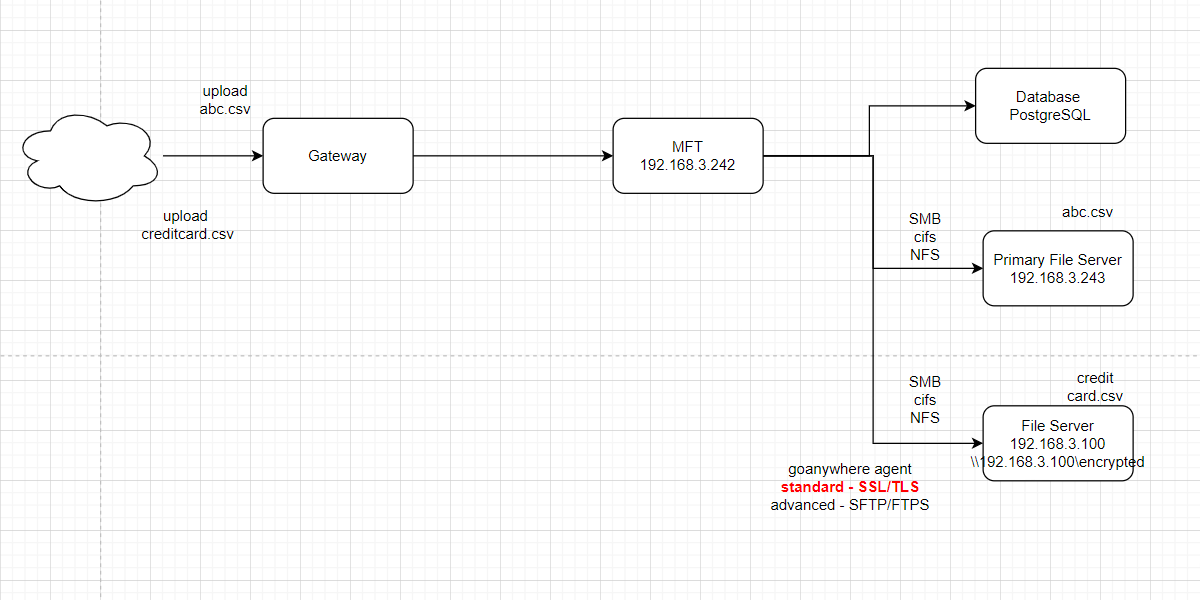 upload
abc.csv
Gateway
upload
creditcard.csv
MFT
192.168.3.242
Database
PostgreSQL
SMB
cifs
NFS
abc.csv
Primary File Server
192.168.3.243
SMB
cifs
NFS
credit
card.csv
File Server
192.168.3.100
\\192.168.3.100\encrypted
goanywhere agent
standard - SSL/TLS
advanced - SFTP/FTPS